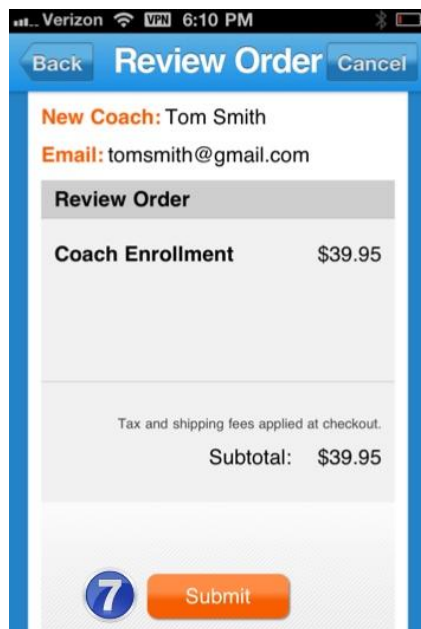 Verizon VPN 6:10 PM
Back Review Order Cancel
New Coach: Tom Smith
Email: tomsmith@gmail.com
Review Order
Coach Enrollment $39.95
Tax and shipping fees applied at checkout.
Subtotal: $39.95
7 Submit